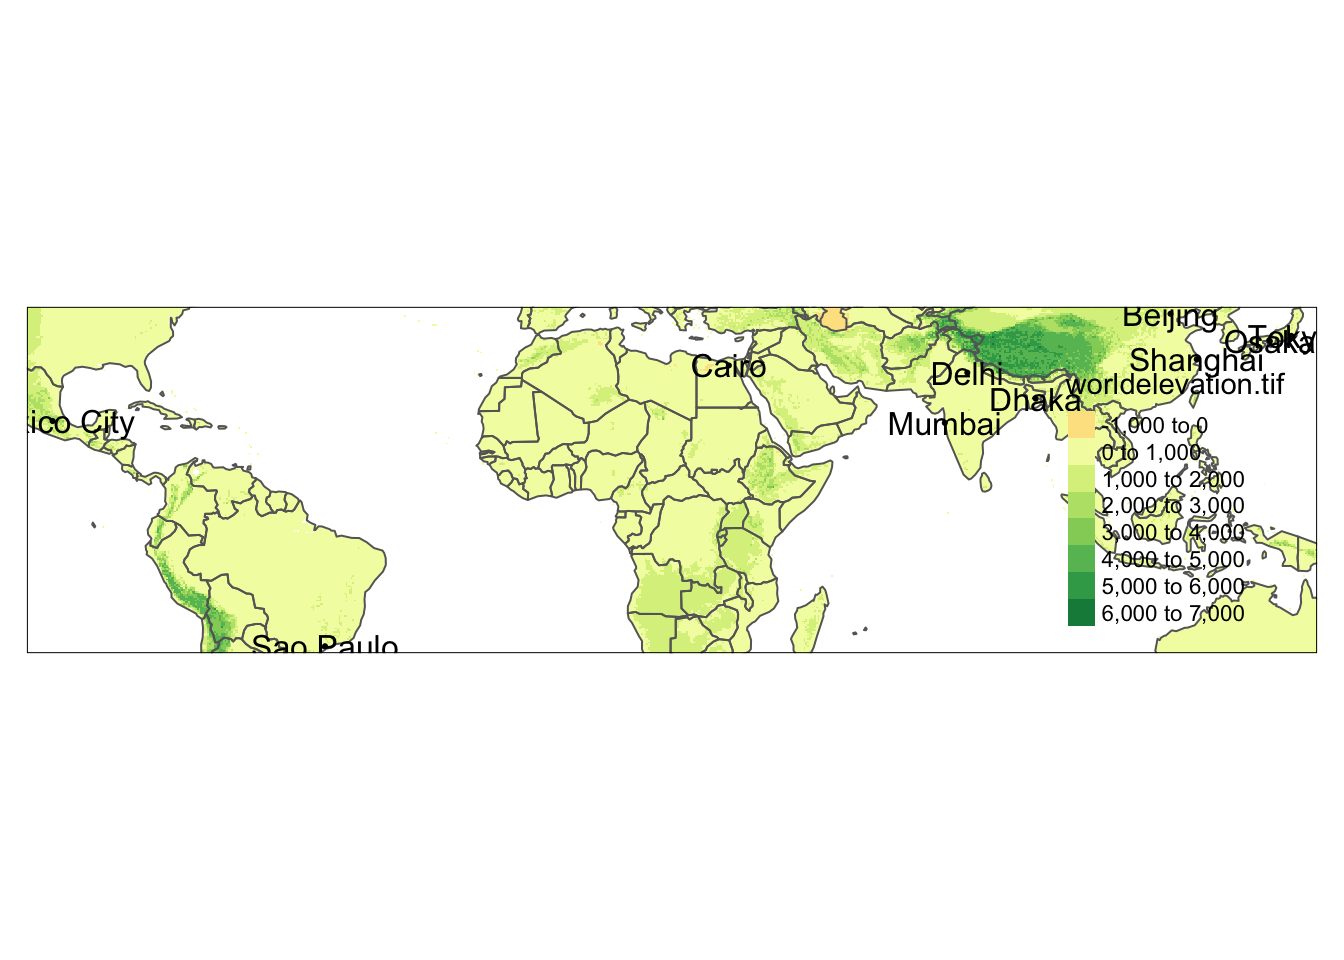 Beijing
Toky
Osaka
Shanghai
Cairo
Delhi
worldelevation.tif
Dhaka
ico City
Mumbai
-1,000 to 0
0 to 1,000
1,000 to 2,000
2,000 to 3,000
3,000 to 4,000
4,000 to 5,000
5,000 to 6,000
6,000 to 7,000
Sao Paulo